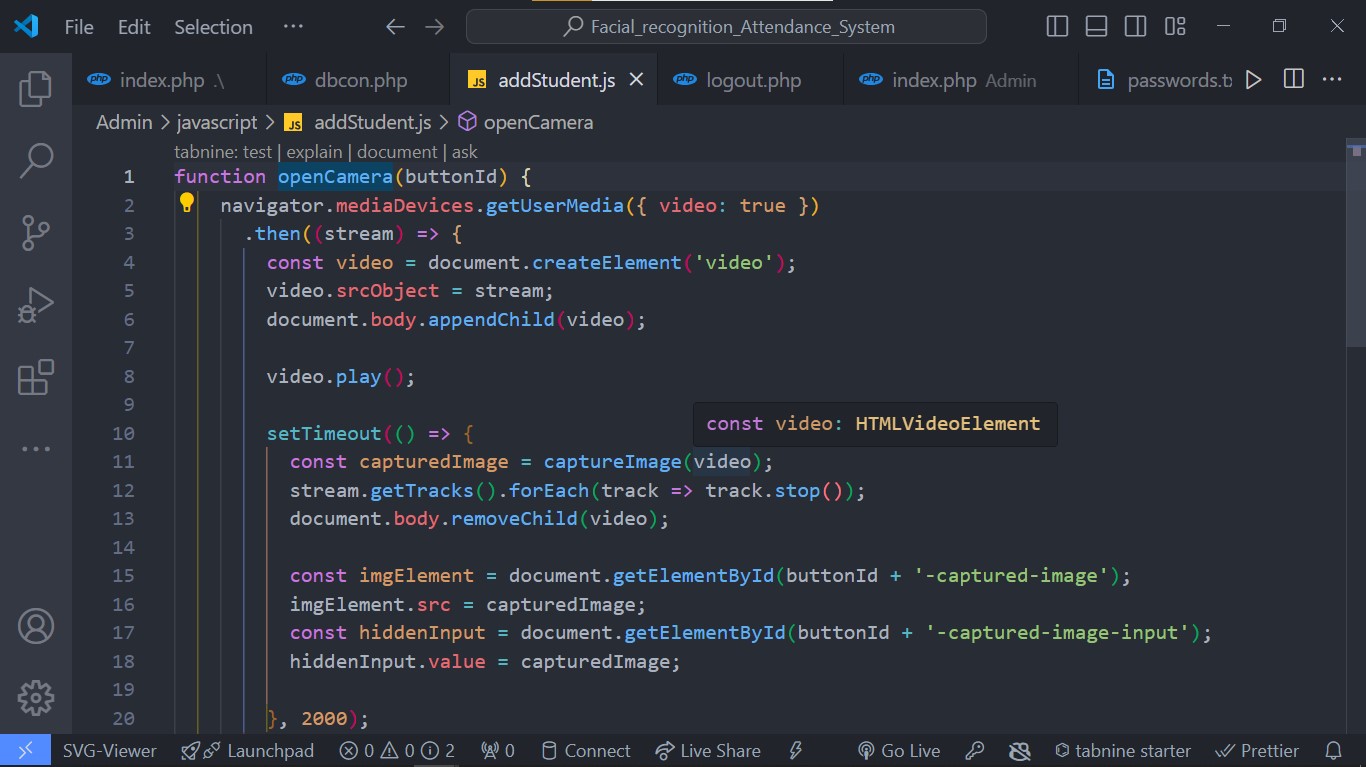 File Edit Selection ··· Facial_recognition_Attendance_System
php index.php .\ php dbcon.php JS addStudent.js php logout.php php index.php Admin passwords.t
Admin > javascript > JS addStudent.js > openCamera
tabnine: test | explain | document | ask
1 function openCamera(buttonId) {
2 navigator.mediaDevices.getUserMedia({ video: true })
3 .then((stream) => {
4 const video = document.createElement('video');
5 video.srcObject = stream;
6 document.body.appendChild(video);
7
8 video.play();
9
const video: HTMLVideoElement
10 setTimeout(() => {
11 const capturedImage = captureImage(video);
12 stream.getTracks().forEach(track => track.stop());
13 document.body.removeChild(video);
14
15 const imgElement = document.getElementById(buttonId + '-captured-image');
16 imgElement.src = capturedImage;
17 const hiddenInput = document.getElementById(buttonId + '-captured-image-input');
18 hiddenInput.value = capturedImage;
19
20 }, 2000);
SVG-Viewer Launchpad 0 0 2 0 Connect Live Share Go Live tabnine starter Prettier